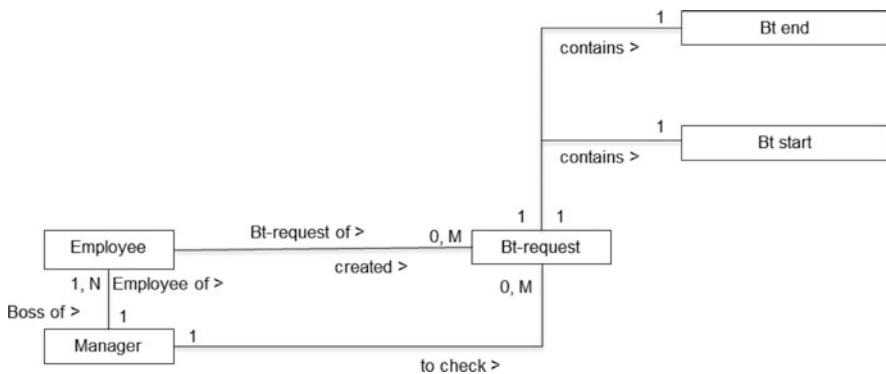 1
Bt end
contains >
1
Bt start
contains >
Bt-request of >
0, M
1
1
Employee
Bt-request
created >
1, N
Employee of >
0, M
Boss of >
1
1
Manager
to check >